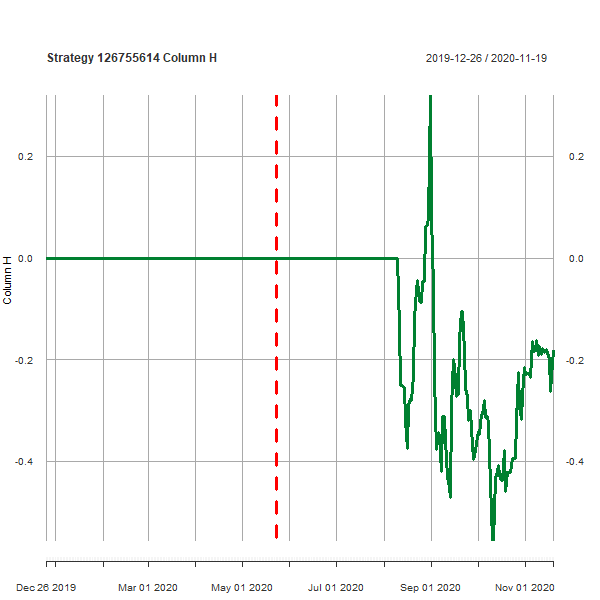 Strategy 126755614 Column H
2019-12-26 / 2020-11-19
0.2 0.2
0.0 0.0
Column H
-0.2 -0.2
-0.4 -0.4
Dec 26 2019 Mar 01 2020 May 01 2020 Jul 01 2020 Sep 01 2020 Nov 01 2020